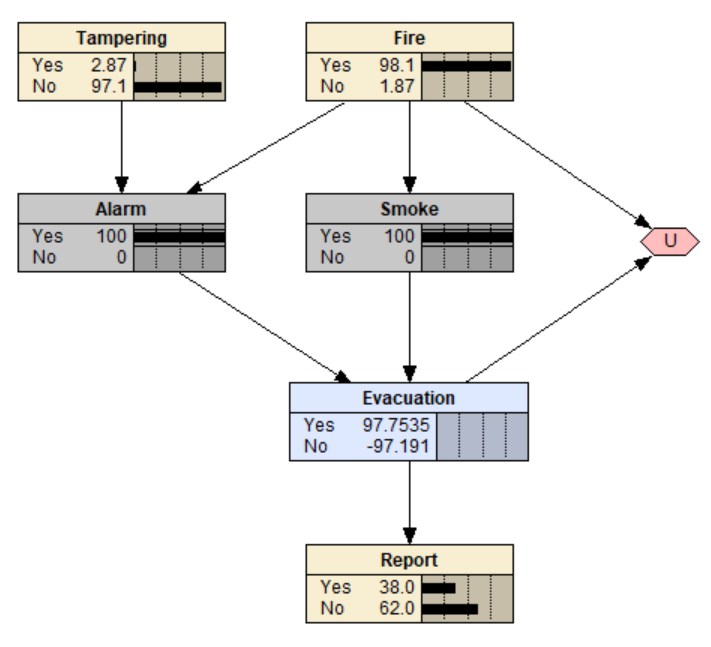 Tampering
Yes 2.87
No 97.1
Fire
Yes 98.1
No 1.87
Alarm
Yes 100
No 0
Smoke
Yes 100
No 0
U
Evacuation
Yes 97.7535
No -97.191
Report
Yes 38.0
No 62.0